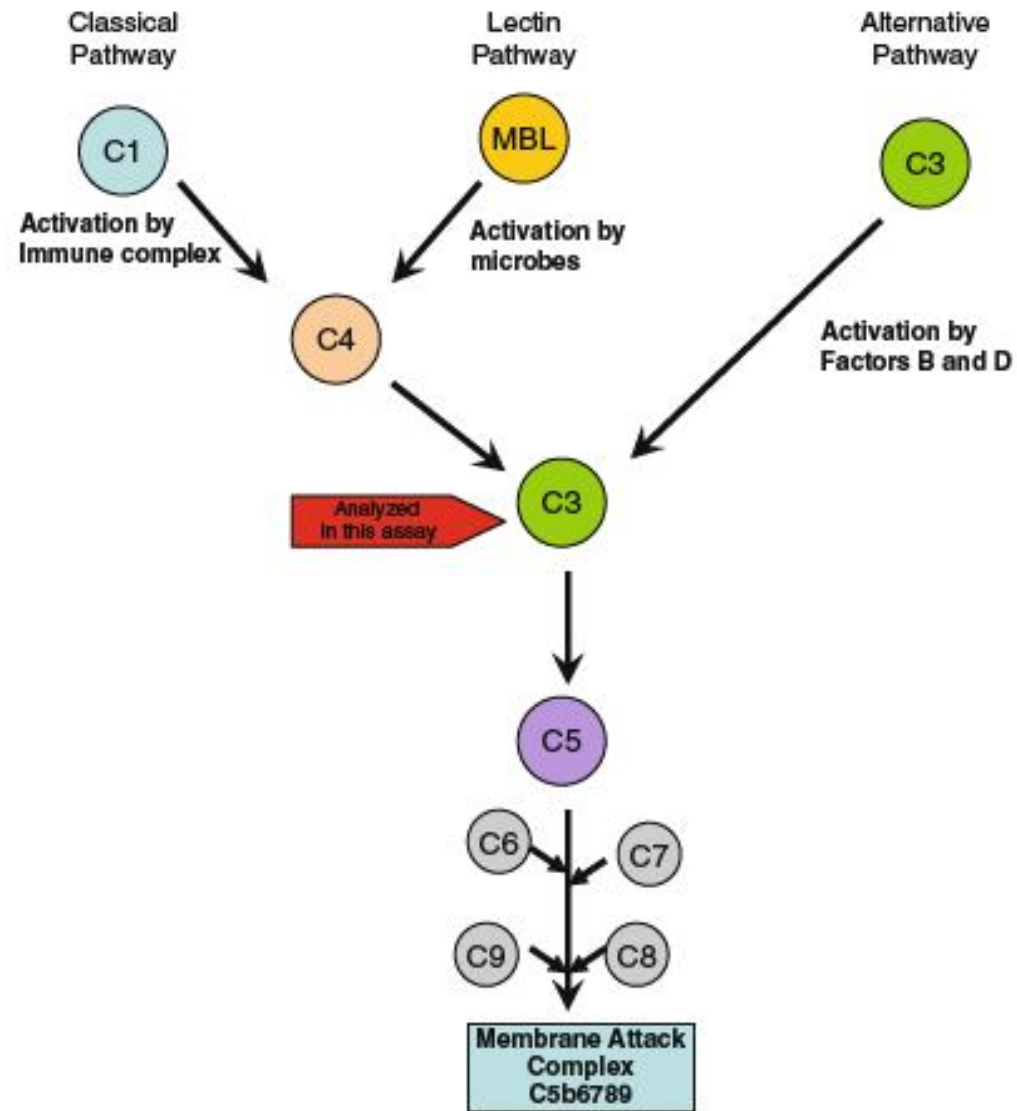 Classical
Pathway
Lectin
Pathway
Alternative
Pathway
C1
MBL
C3
Activation by
Immune complex
Activation by
microbes
C4
Activation by
Factors B and D
Analyzed
in this assay
C3
C5
C6
C7
C9
C8
Membrane Attack
Complex
C5b6789